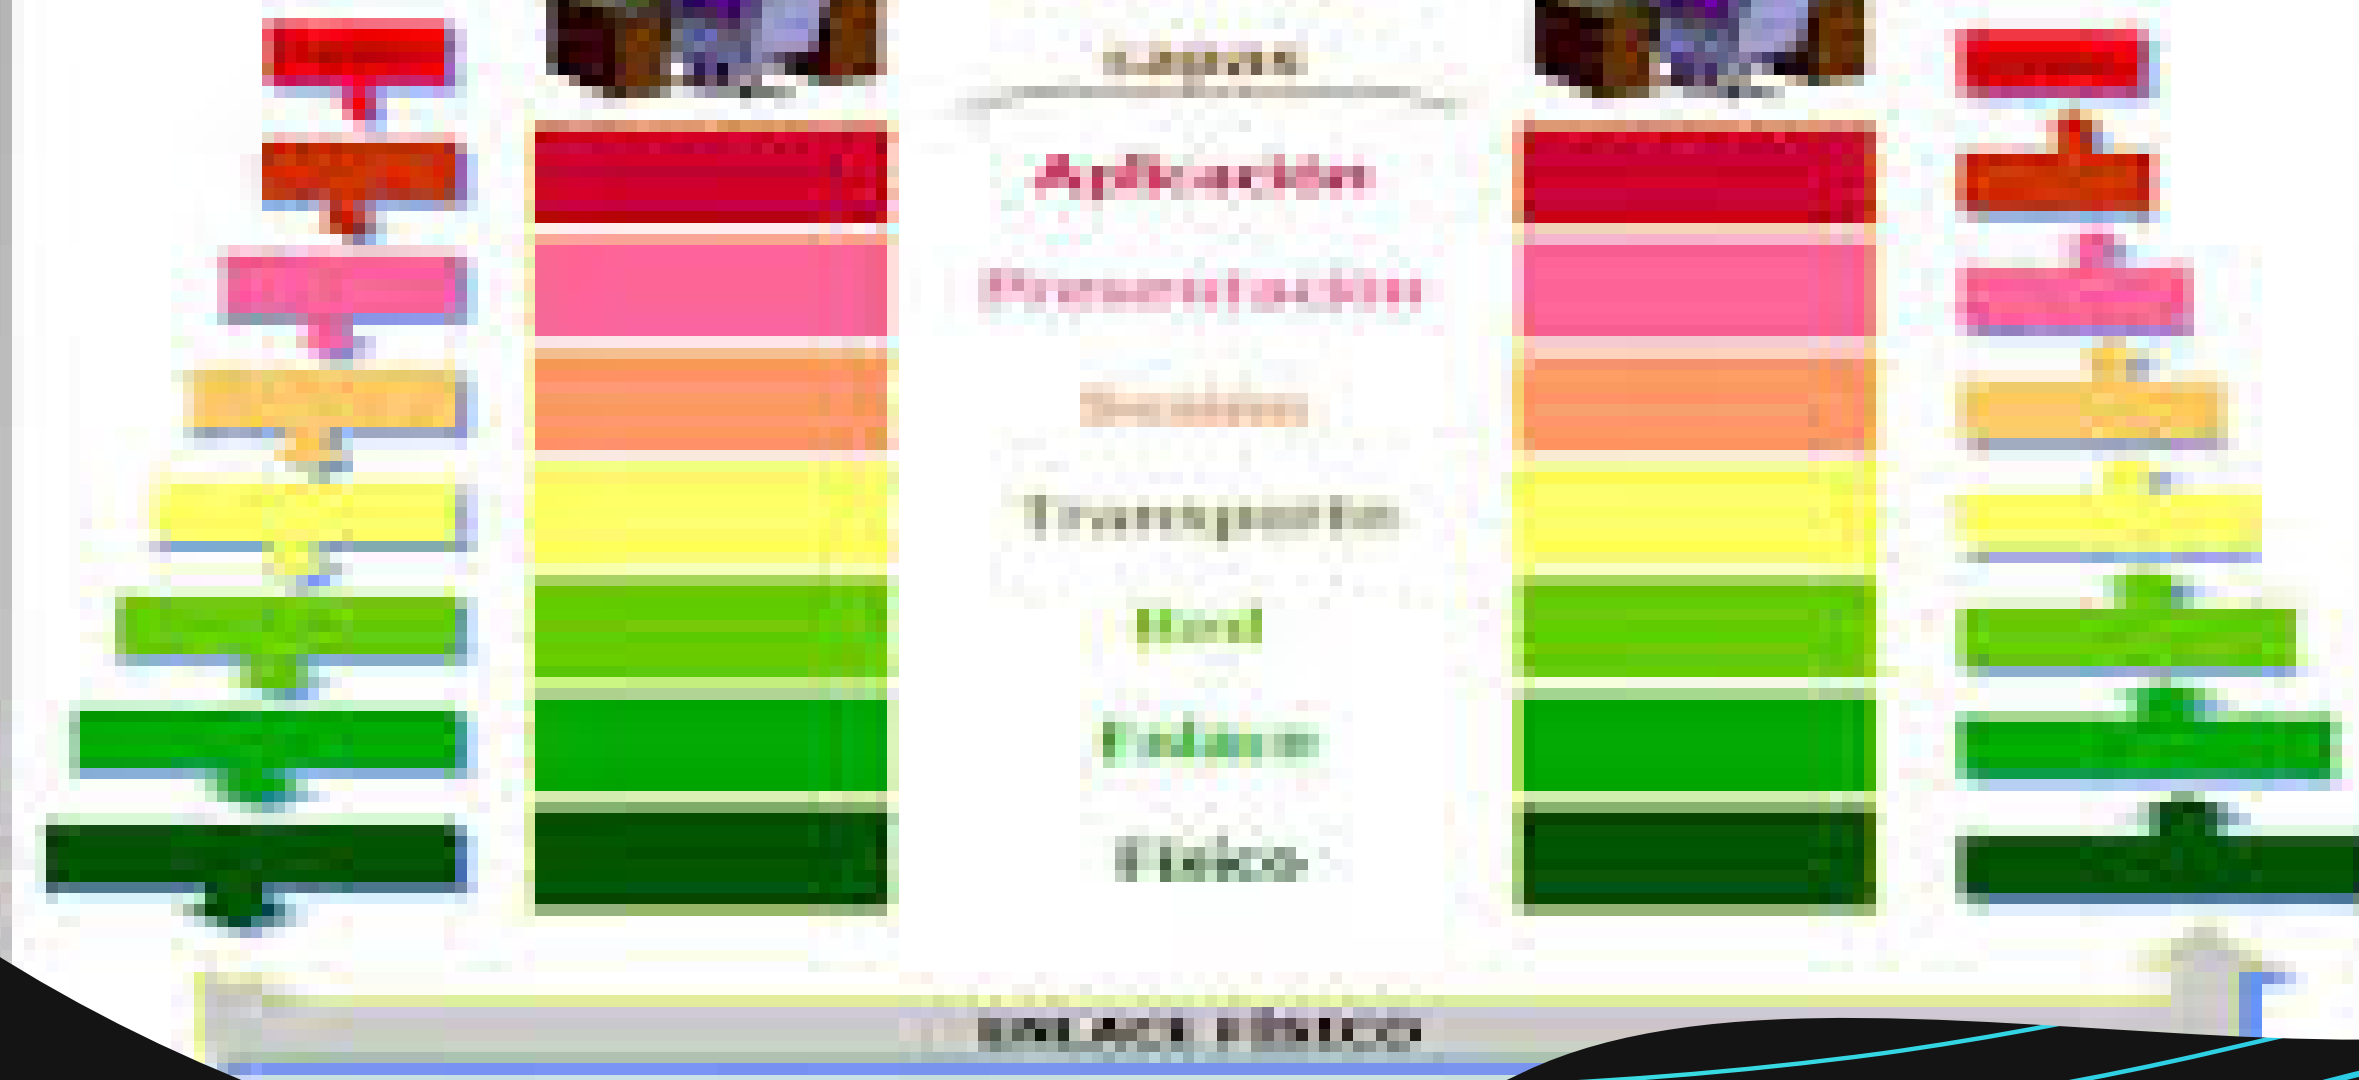 capas
Aplicación
Presentación
Sesión
Transporte
Red
Enlace
Físico
ENLACE FÍSICO